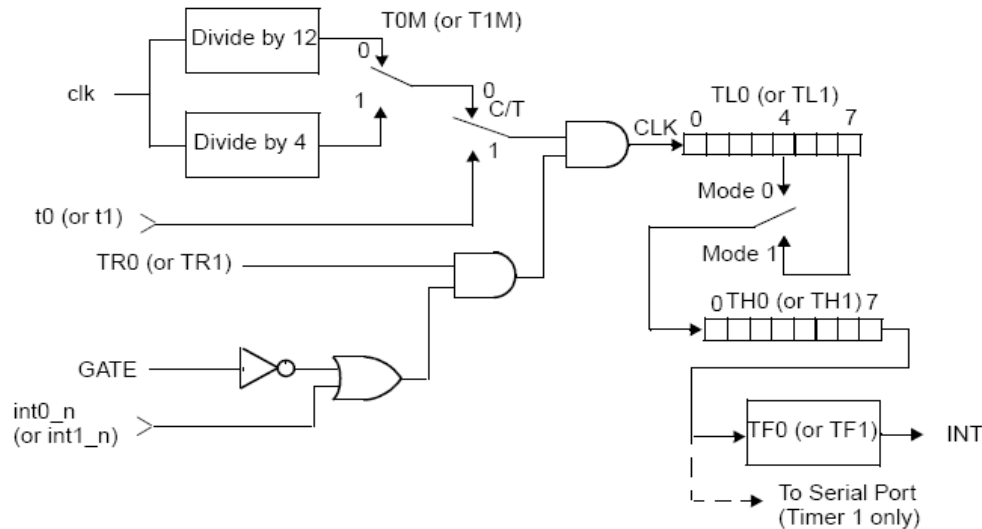 T0M (or T1M)
Divide by 12
0
clk
1
0
C/T
1
Divide by 4
TL0 (or TL1)
0 4 7
CLK
t0 (or t1)
Mode 0
Mode 1
TR0 (or TR1)
0 TH0 (or TH1) 7
GATE
int0_n
(or int1_n)
TF0 (or TF1)
INT
To Serial Port
(Timer 1 only)